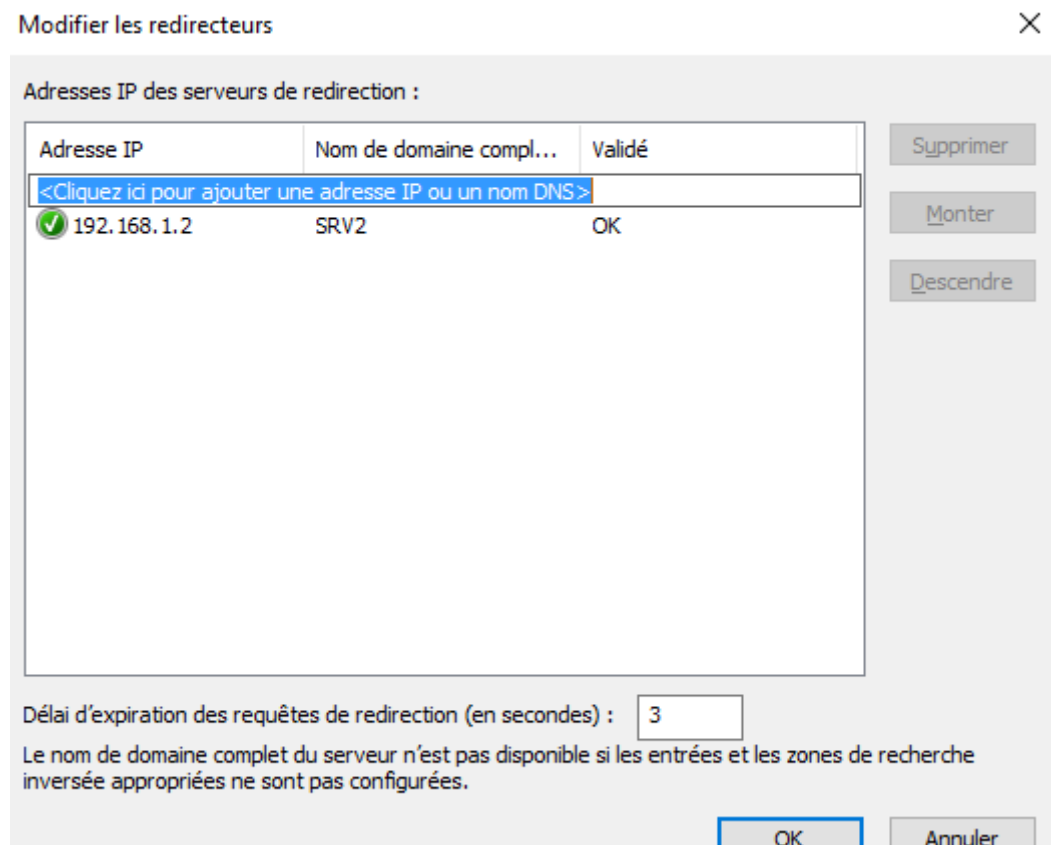 Modifier les redirecteurs
Adresses IP des serveurs de redirection :
Adresse IP Nom de domaine compl... Validé
<Cliquez ici pour ajouter une adresse IP ou un nom DNS>
192.168.1.2 SRV2 OK
Supprimer
Monter
Descendre
Délai d’expiration des requêtes de redirection (en secondes) : 3
Le nom de domaine complet du serveur n’est pas disponible si les entrées et les zones de recherche
inversée appropriées ne sont pas configurées.
OK Annuler